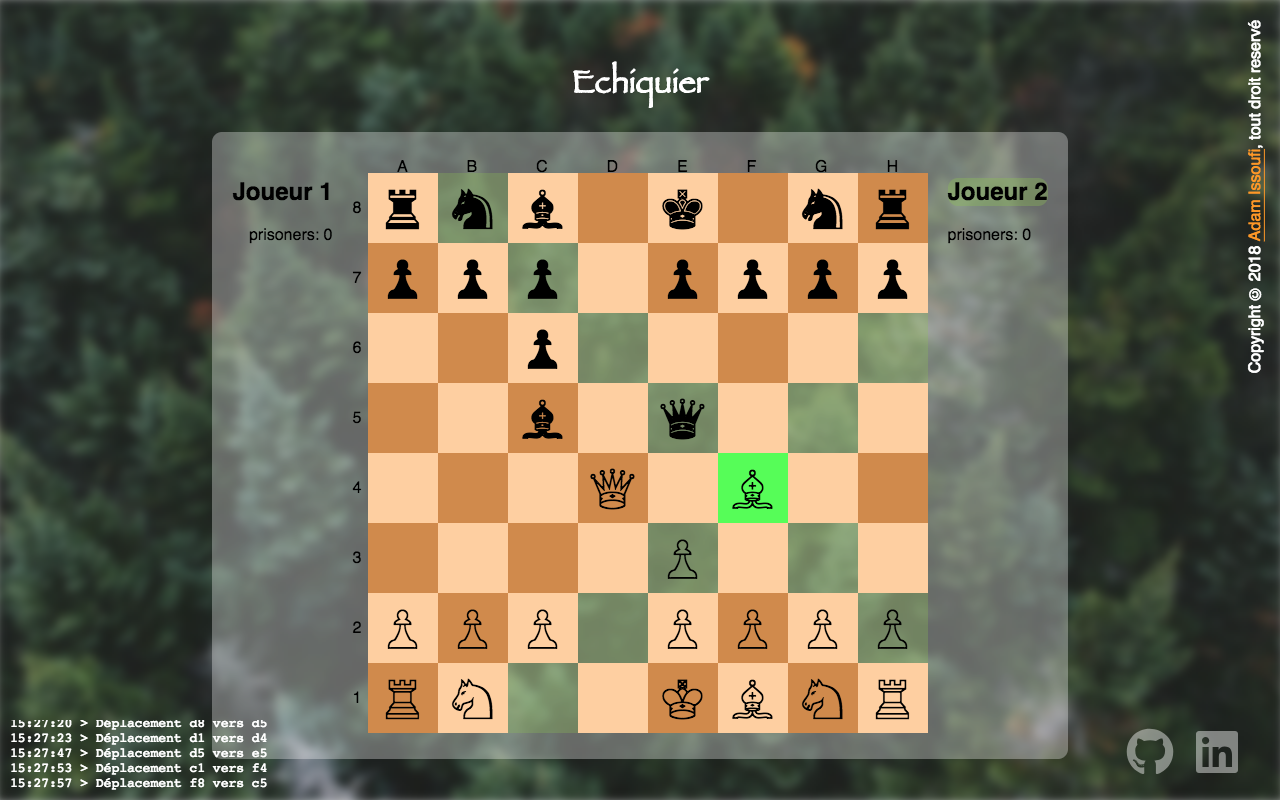 Echiquier
A B C D E F G H
Joueur 1
prisoners: 0
Joueur 2
prisoners: 0
8
7
6
5
4
3
2
1
Copyright © 2018 Adam Issoufi, tout droit reservé
15:27:20 > Déplacement d8 vers d5
15:27:23 > Déplacement d1 vers d4
15:27:47 > Déplacement d5 vers e5
15:27:53 > Déplacement c1 vers f4
15:27:57 > Déplacement f8 vers c5
in